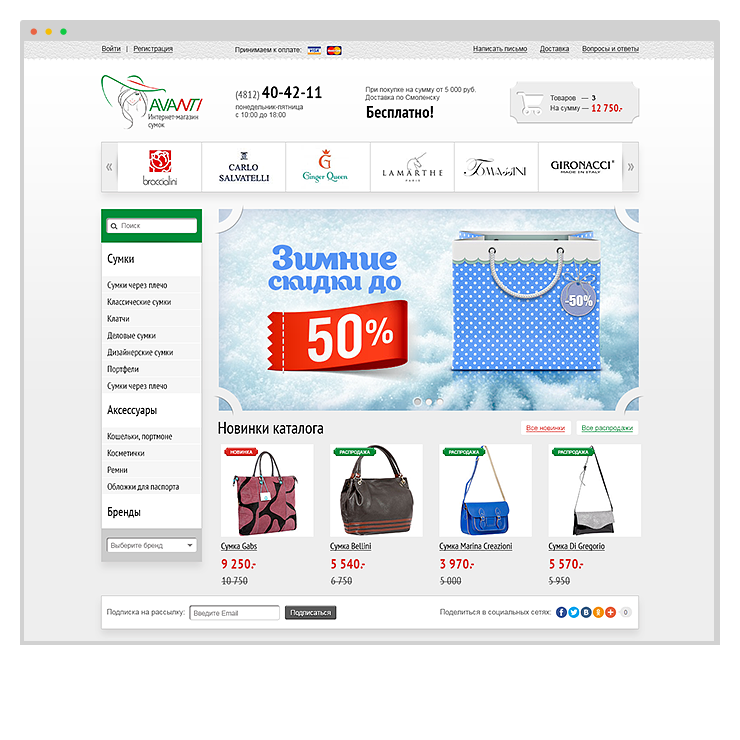 Войти | Регистрация
Принимаем к оплате: VISA MasterCard
Написать письмо Доставка Вопросы и ответы
AVANTI
Интернет-магазин
сумок
(4812) 40-42-11
понедельник-пятница
с 10:00 до 18:00
При покупке на сумму от 5 000 руб.
Доставка по Смоленску
Бесплатно!
Товаров — 3
На сумму — 12 750.-
«
braccialini
CARLO
SALVATELLI
G
Ginger Queen
LAMARTHE
PARIS
Tomassini
GIRONACCI
MADE IN ITALY
»
Поиск
Сумки
Сумки через плечо
Классические сумки
Клатчи
Деловые сумки
Дизайнерские сумки
Портфели
Сумки через плечо
Аксессуары
Кошельки, портмоне
Косметички
Ремни
Обложки для паспорта
Бренды
Выберите бренд
Зимние
скидки до
50%
-50%
Новинки каталога
Все новинки Все распродажи
НОВИНКА
Сумка Gabs
9 250.-
10 750
РАСПРОДАЖА
Сумка Bellini
5 540.-
6 750
РАСПРОДАЖА
Сумка Marina Creazioni
3 970.-
5 000
РАСПРОДАЖА
Сумка Di Gregorio
5 570.-
5 950
Подписка на рассылку: Введите Email Подписаться
Поделиться в социальных сетях: 0